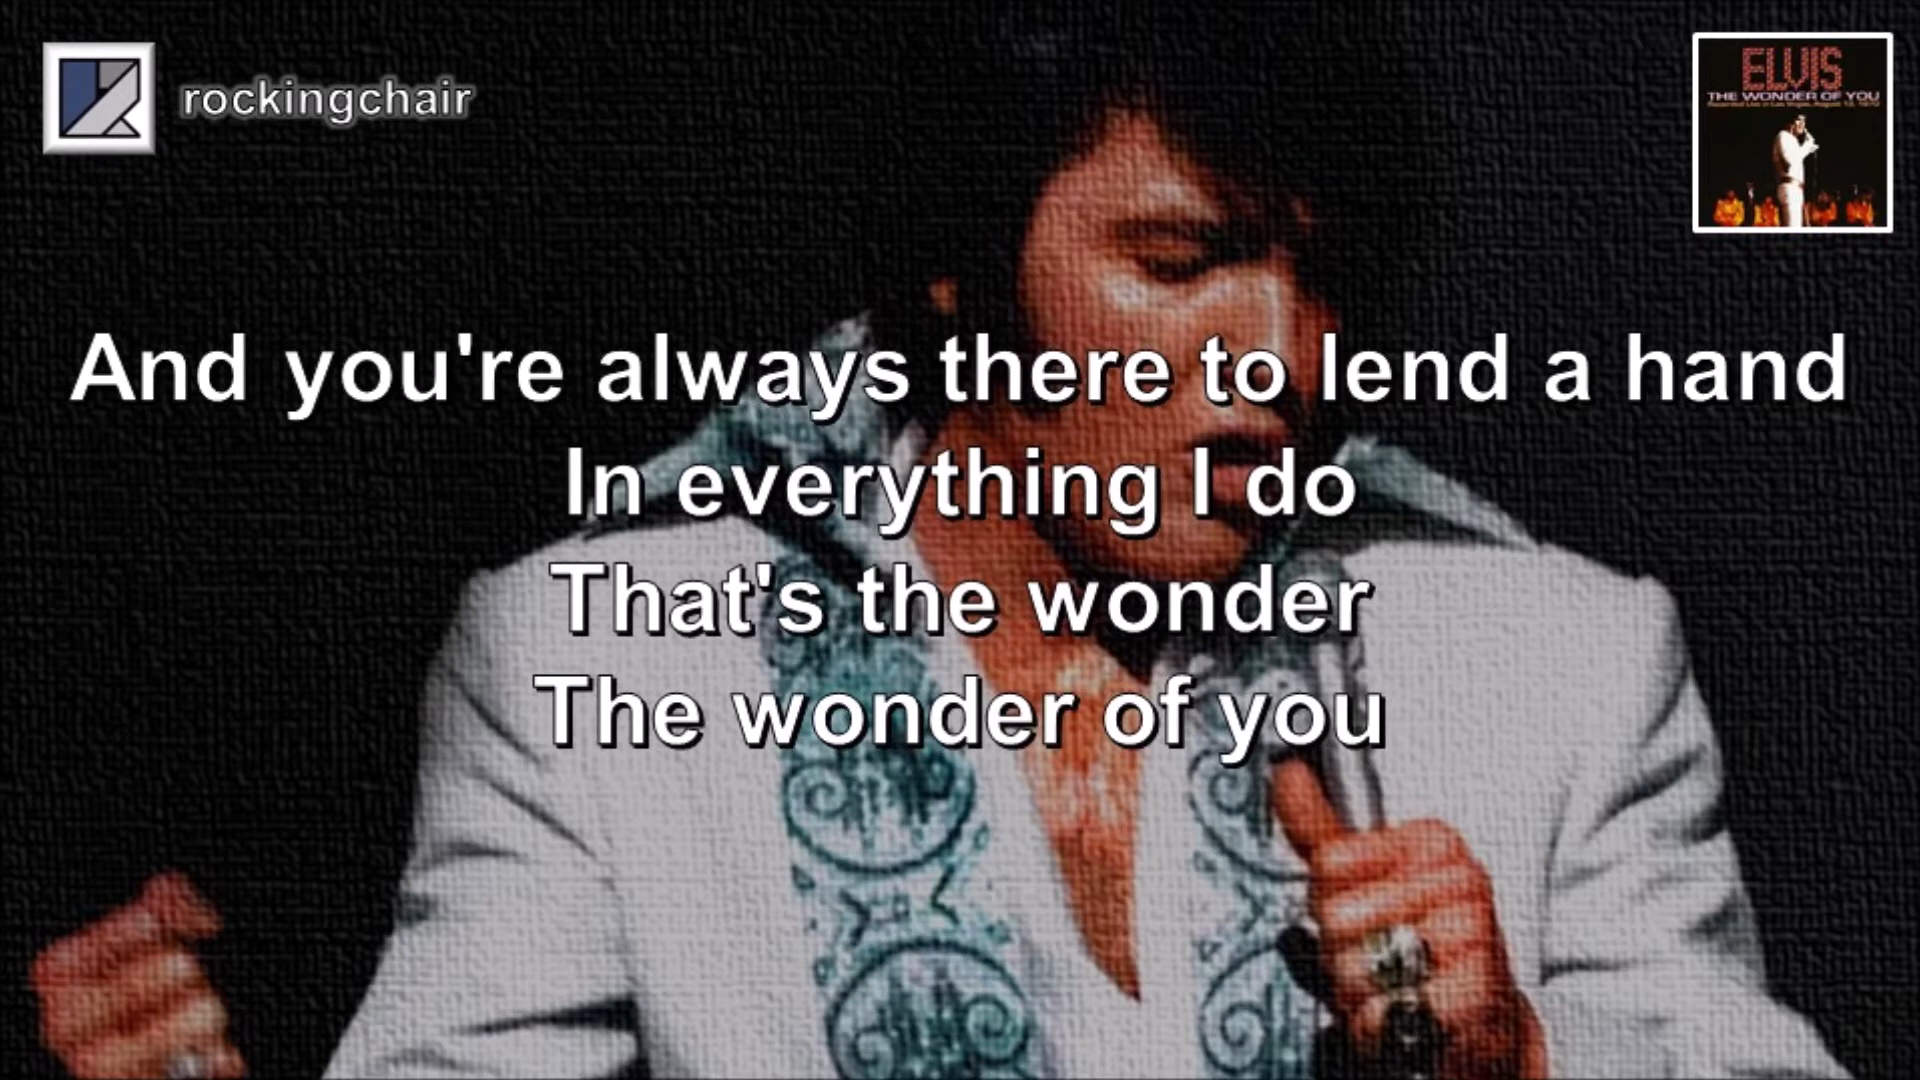 rockingchair
ELVIS
THE WONDER OF YOU
And you're always there to lend a hand
In everything I do
That's the wonder
The wonder of you